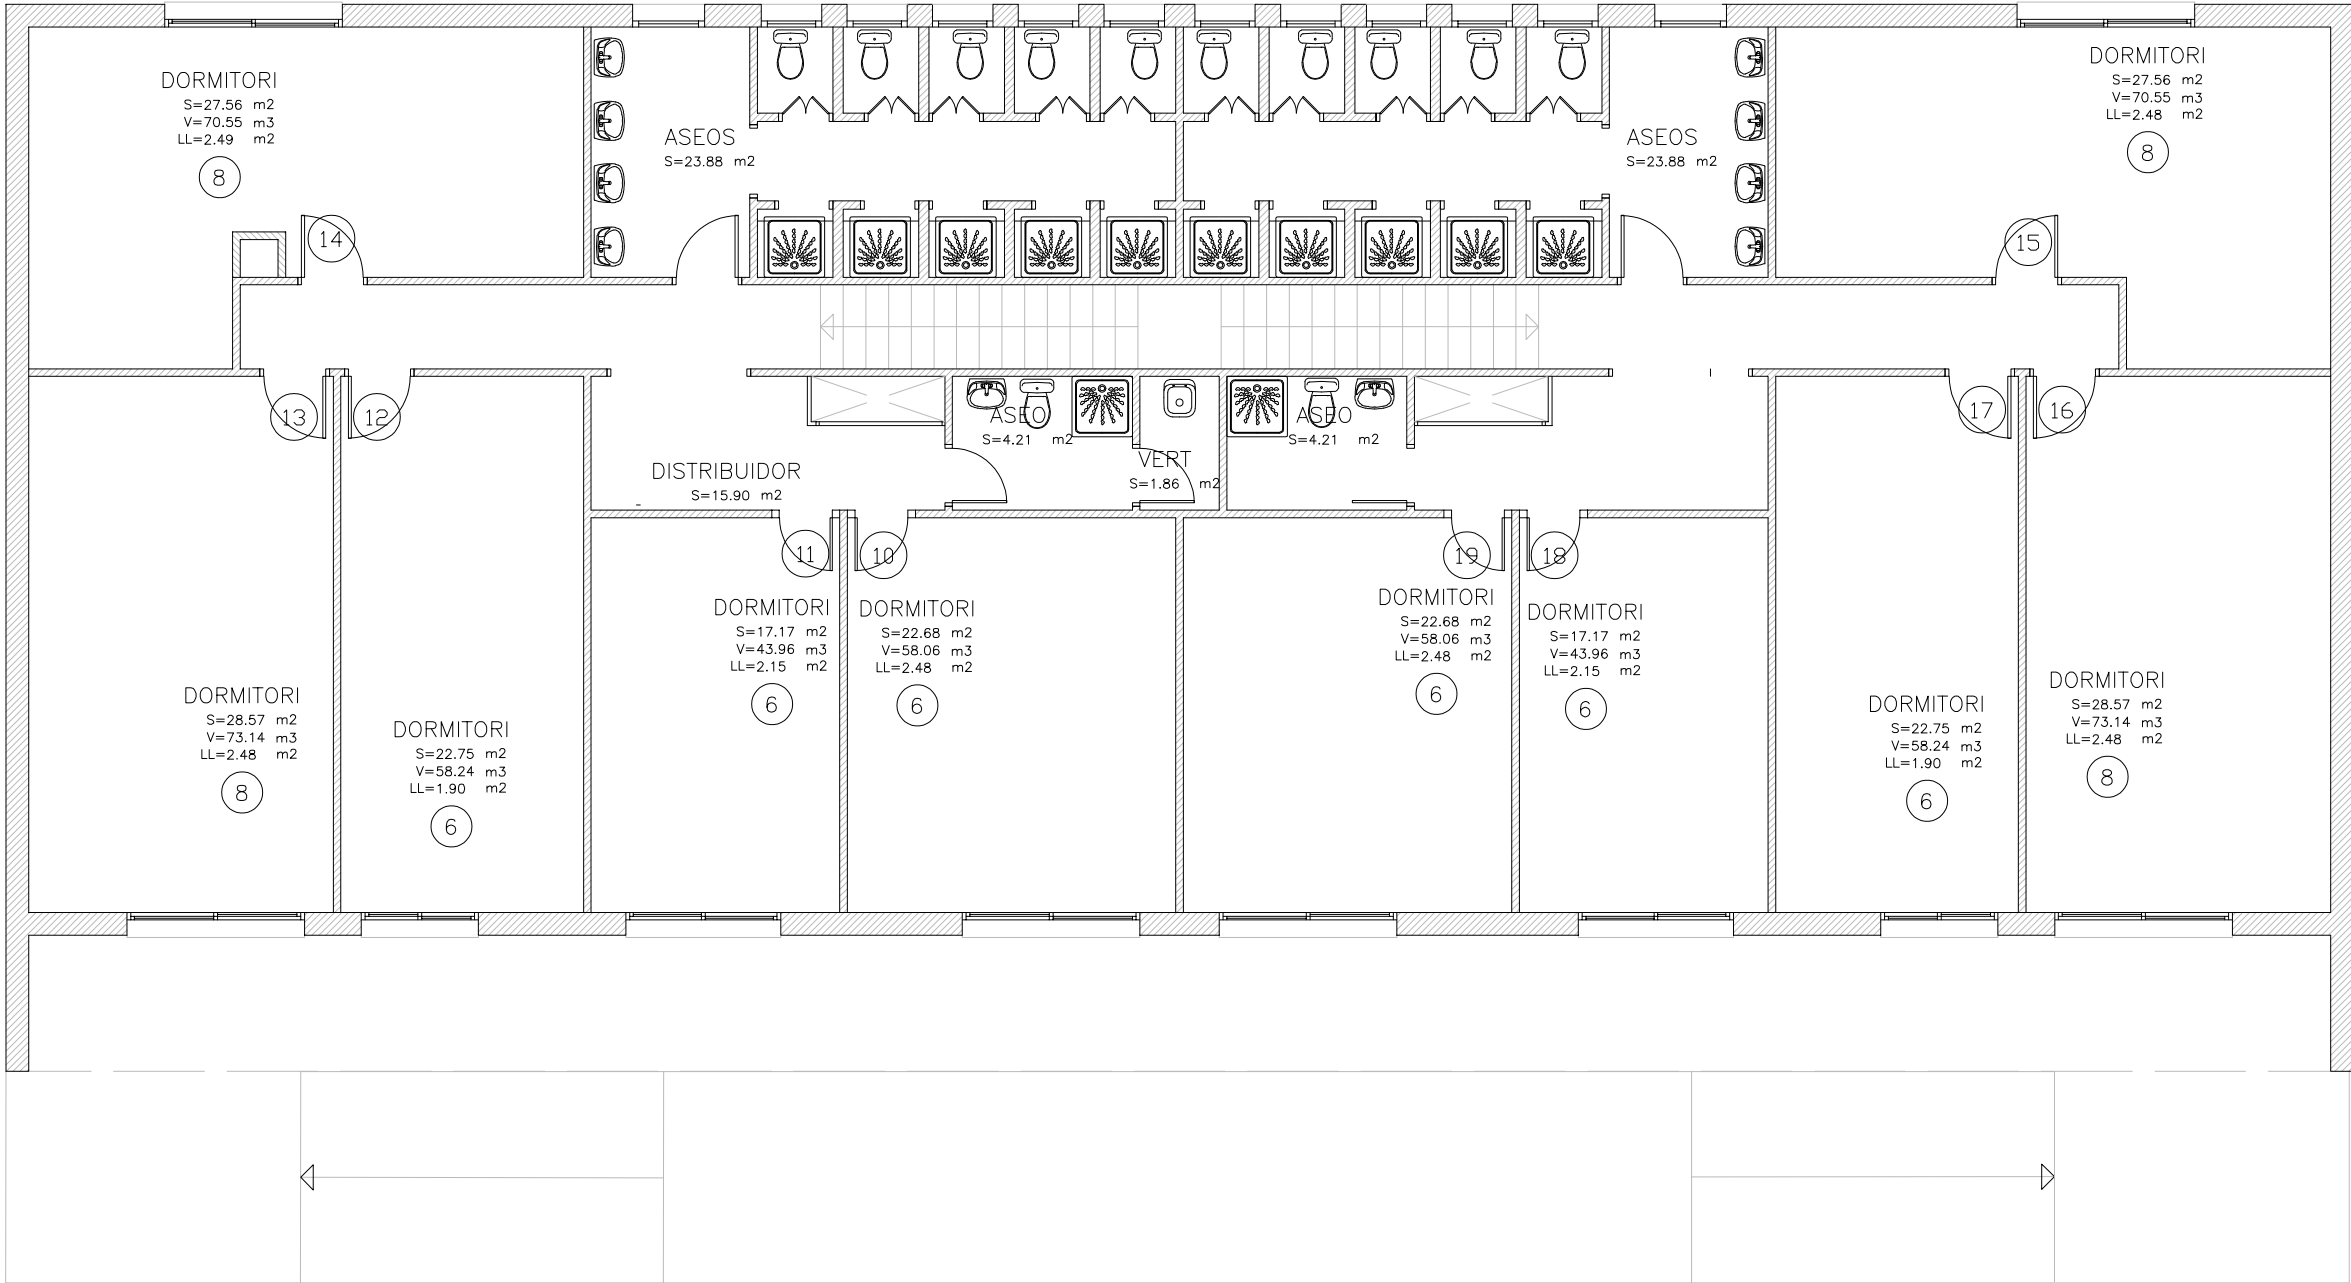 DORMITORI
S=27.56 m2
V=70.55 m3
LL=2.49 m2
8
14
ASEOS
S=23.88 m2
ASEOS
S=23.88 m2
DORMITORI
S=27.56 m2
V=70.55 m3
LL=2.48 m2
8
15
13
12
ASEO
S=4.21 m2
VERT
S=1.86 m2
ASEO
S=4.21 m2
17
16
DISTRIBUIDOR
S=15.90 m2
11
10
19
18
DORMITORI
S=28.57 m2
V=73.14 m3
LL=2.48 m2
8
DORMITORI
S=22.75 m2
V=58.24 m3
LL=1.90 m2
6
DORMITORI
S=17.17 m2
V=43.96 m3
LL=2.15 m2
6
DORMITORI
S=22.68 m2
V=58.06 m3
LL=2.48 m2
6
DORMITORI
S=22.68 m2
V=58.06 m3
LL=2.48 m2
6
DORMITORI
S=17.17 m2
V=43.96 m3
LL=2.15 m2
6
DORMITORI
S=22.75 m2
V=58.24 m3
LL=1.90 m2
6
DORMITORI
S=28.57 m2
V=73.14 m3
LL=2.48 m2
8